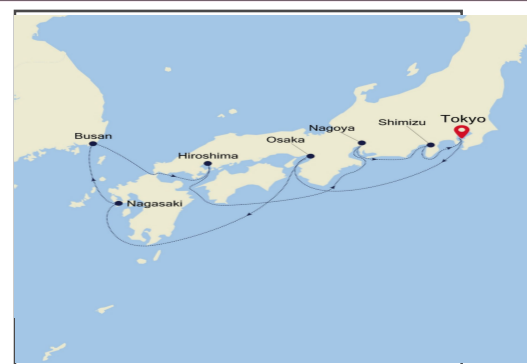 Tokyo
Shimizu
Nagoya
Osaka
Busan
Hiroshima
Nagasaki